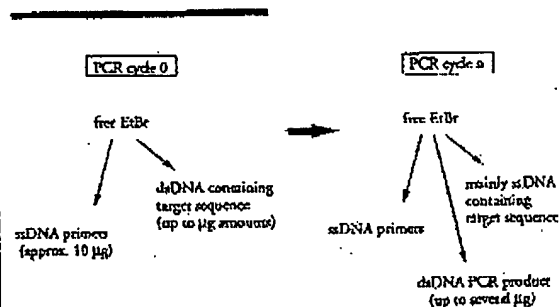 PCR cycle 0
free EtBr
dsDNA containing
target sequence
(up to µg amounts)
ssDNA primers
(approx. 10 µg)
PCR cycle n
free EtBr
mainly ssDNA
containing
target sequence
ssDNA primers
dsDNA PCR product
(up to several µg)